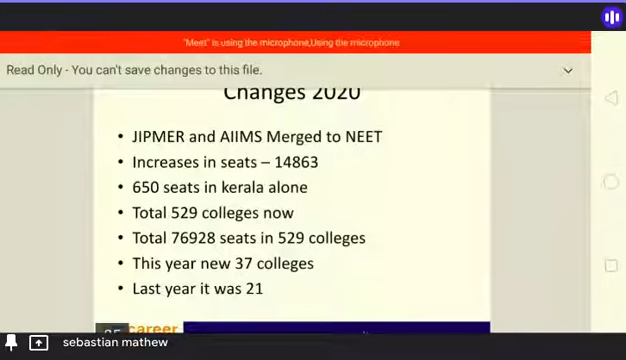 "Meet" is using the microphone,Using the microphone
Read Only - You can't save changes to this file.
Changes 2020
• JIPMER and AIIMS Merged to NEET
• Increases in seats – 14863
• 650 seats in kerala alone
• Total 529 colleges now
• Total 76928 seats in 529 colleges
• This year new 37 colleges
• Last year it was 21
career
sebastian mathew